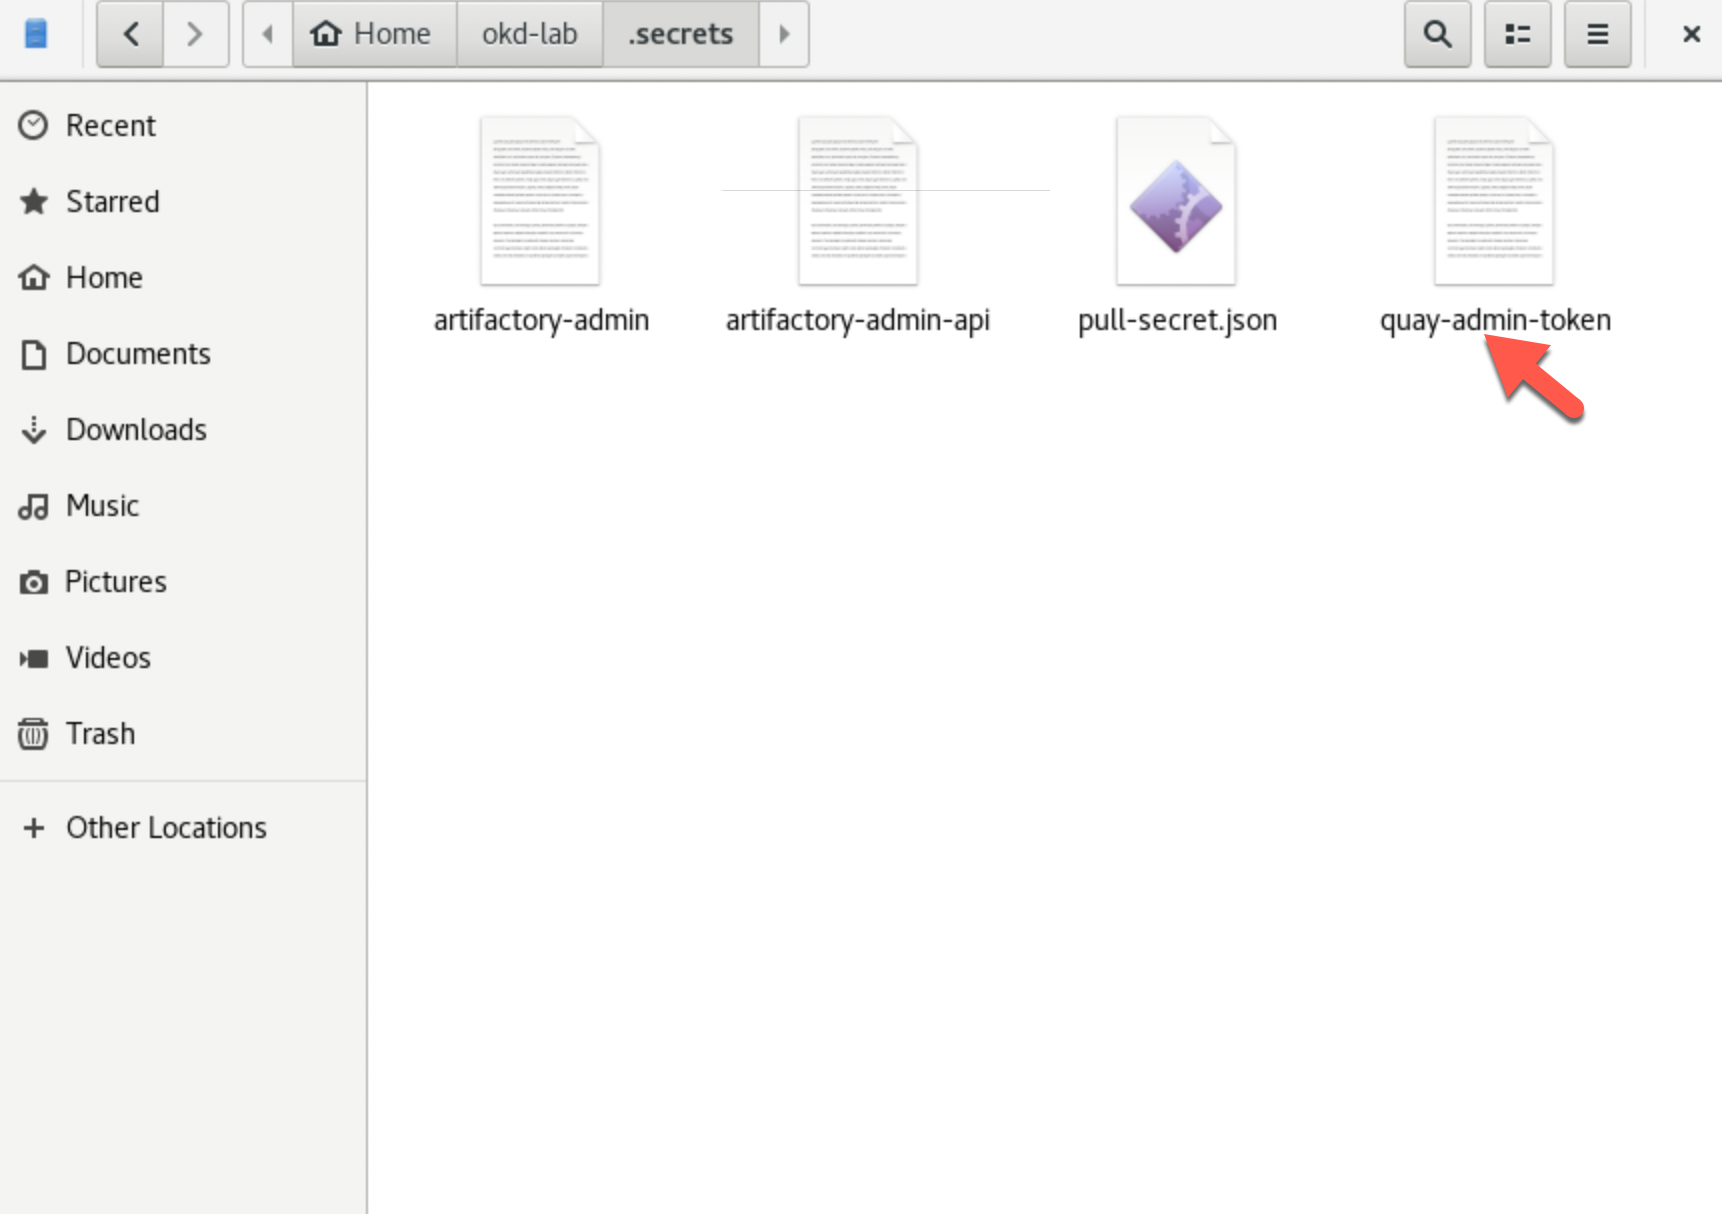 Home okd-lab .secrets
Recent
Starred
Home
Documents
Downloads
Music
Pictures
Videos
Trash
Other Locations
artifactory-admin artifactory-admin-api pull-secret.json quay-admin-token